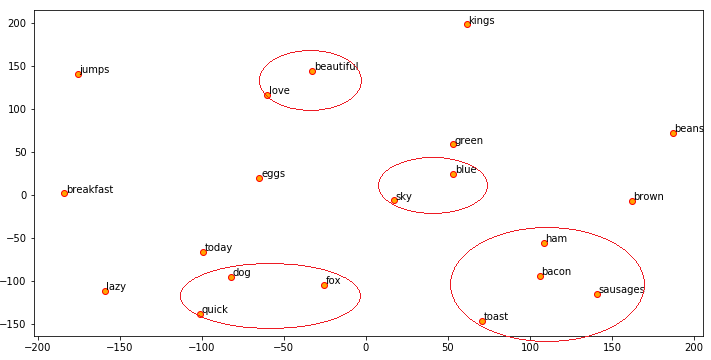 kings
150
jumps
beautiful
love
100
beans
green
50
blue
eggs
breakfast
sky
brown
0
ham
−50
today
dog
bacon
fox
−100
lazy
sausages
quick
toast
−150
−200 −150 −100 −50 0 50 100 150 200
200